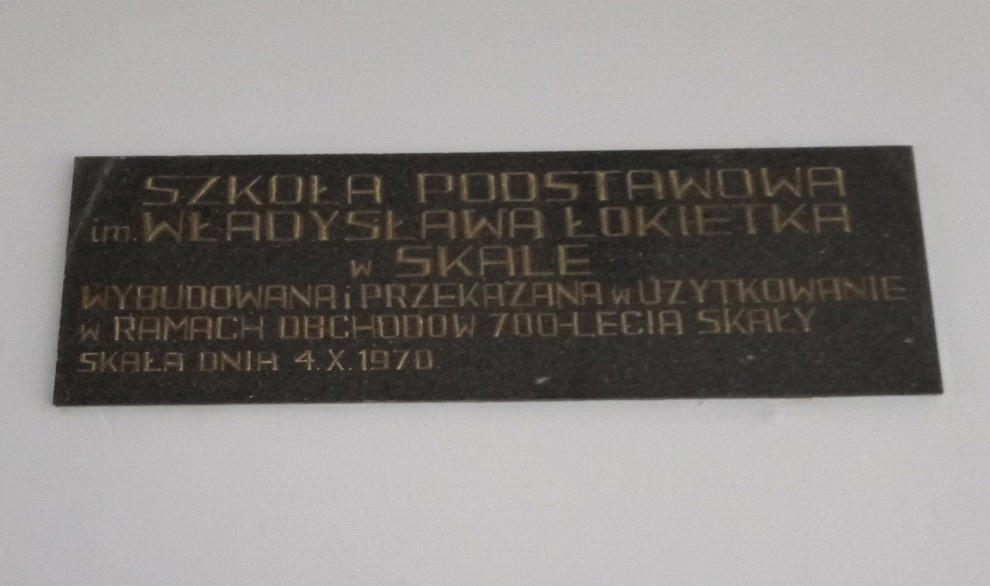 SZKOŁA PODSTAWOWA
im. WŁADYSŁAWA ŁOKIETKA
w SKALE
WYBUDOWANA i PRZEKAZANA w UŻYTKOWANIE
w RAMACH OBCHODÓW 700-LECIA SKAŁY
SKAŁA DNIA 4.X.1970